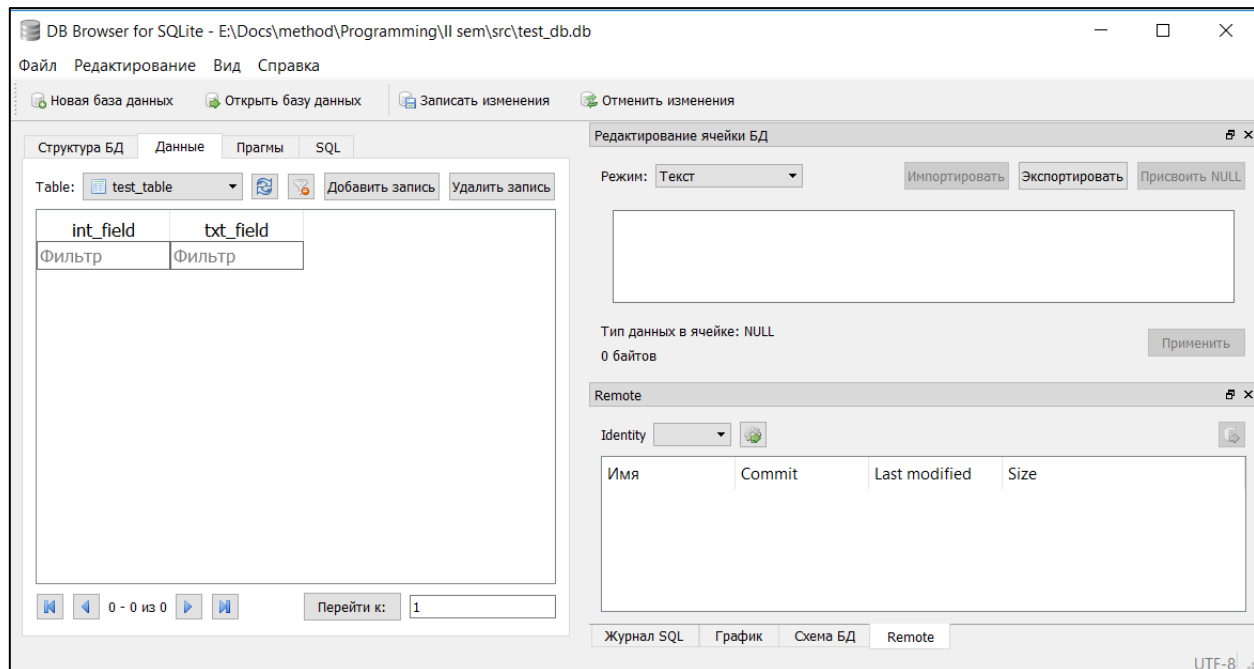 DB Browser for SQLite - E:\Docs\method\Programming\II sem\src\test_db.db
Файл Редактирование Вид Справка
Новая база данных Открыть базу данных Записать изменения Отменить изменения
Структура БД Данные Прагмы SQL
Table: test_table Добавить запись Удалить запись
int_field txt_field
Фильтр Фильтр
0 - 0 из 0 Перейти к: 1
Редактирование ячейки БД
Режим: Текст Импортировать Экспортировать Присвоить NULL
Тип данных в ячейке: NULL
0 байтов
Применить
Remote
Identity
Имя Commit Last modified Size
Журнал SQL График Схема БД Remote
UTF-8